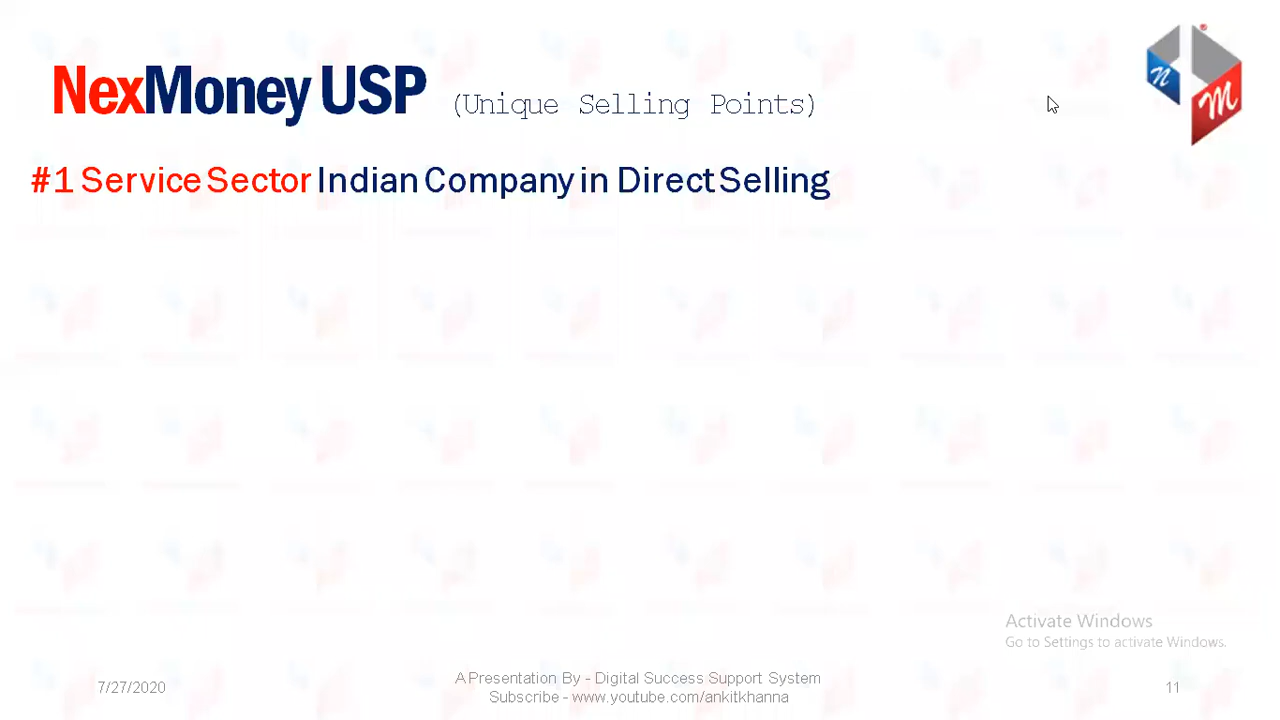 NexMoney USP (Unique Selling Points)
#1 Service Sector Indian Company in Direct Selling
n
m
®
Activate Windows
Go to Settings to activate Windows.
7/27/2020
A Presentation By - Digital Success Support System
Subscribe - www.youtube.com/ankitkhanna
11